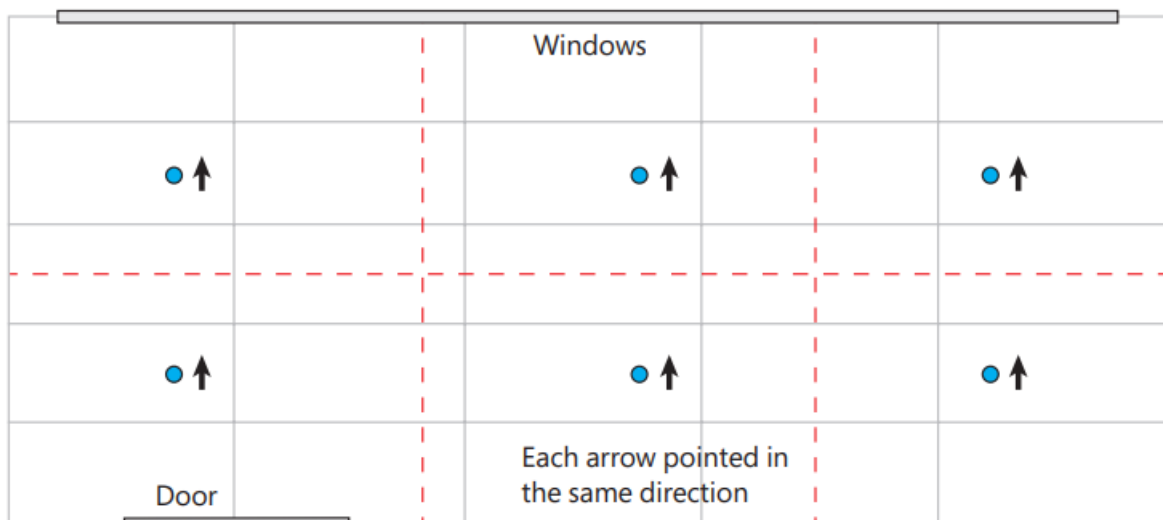 Windows
Each arrow pointed in
the same direction
Door